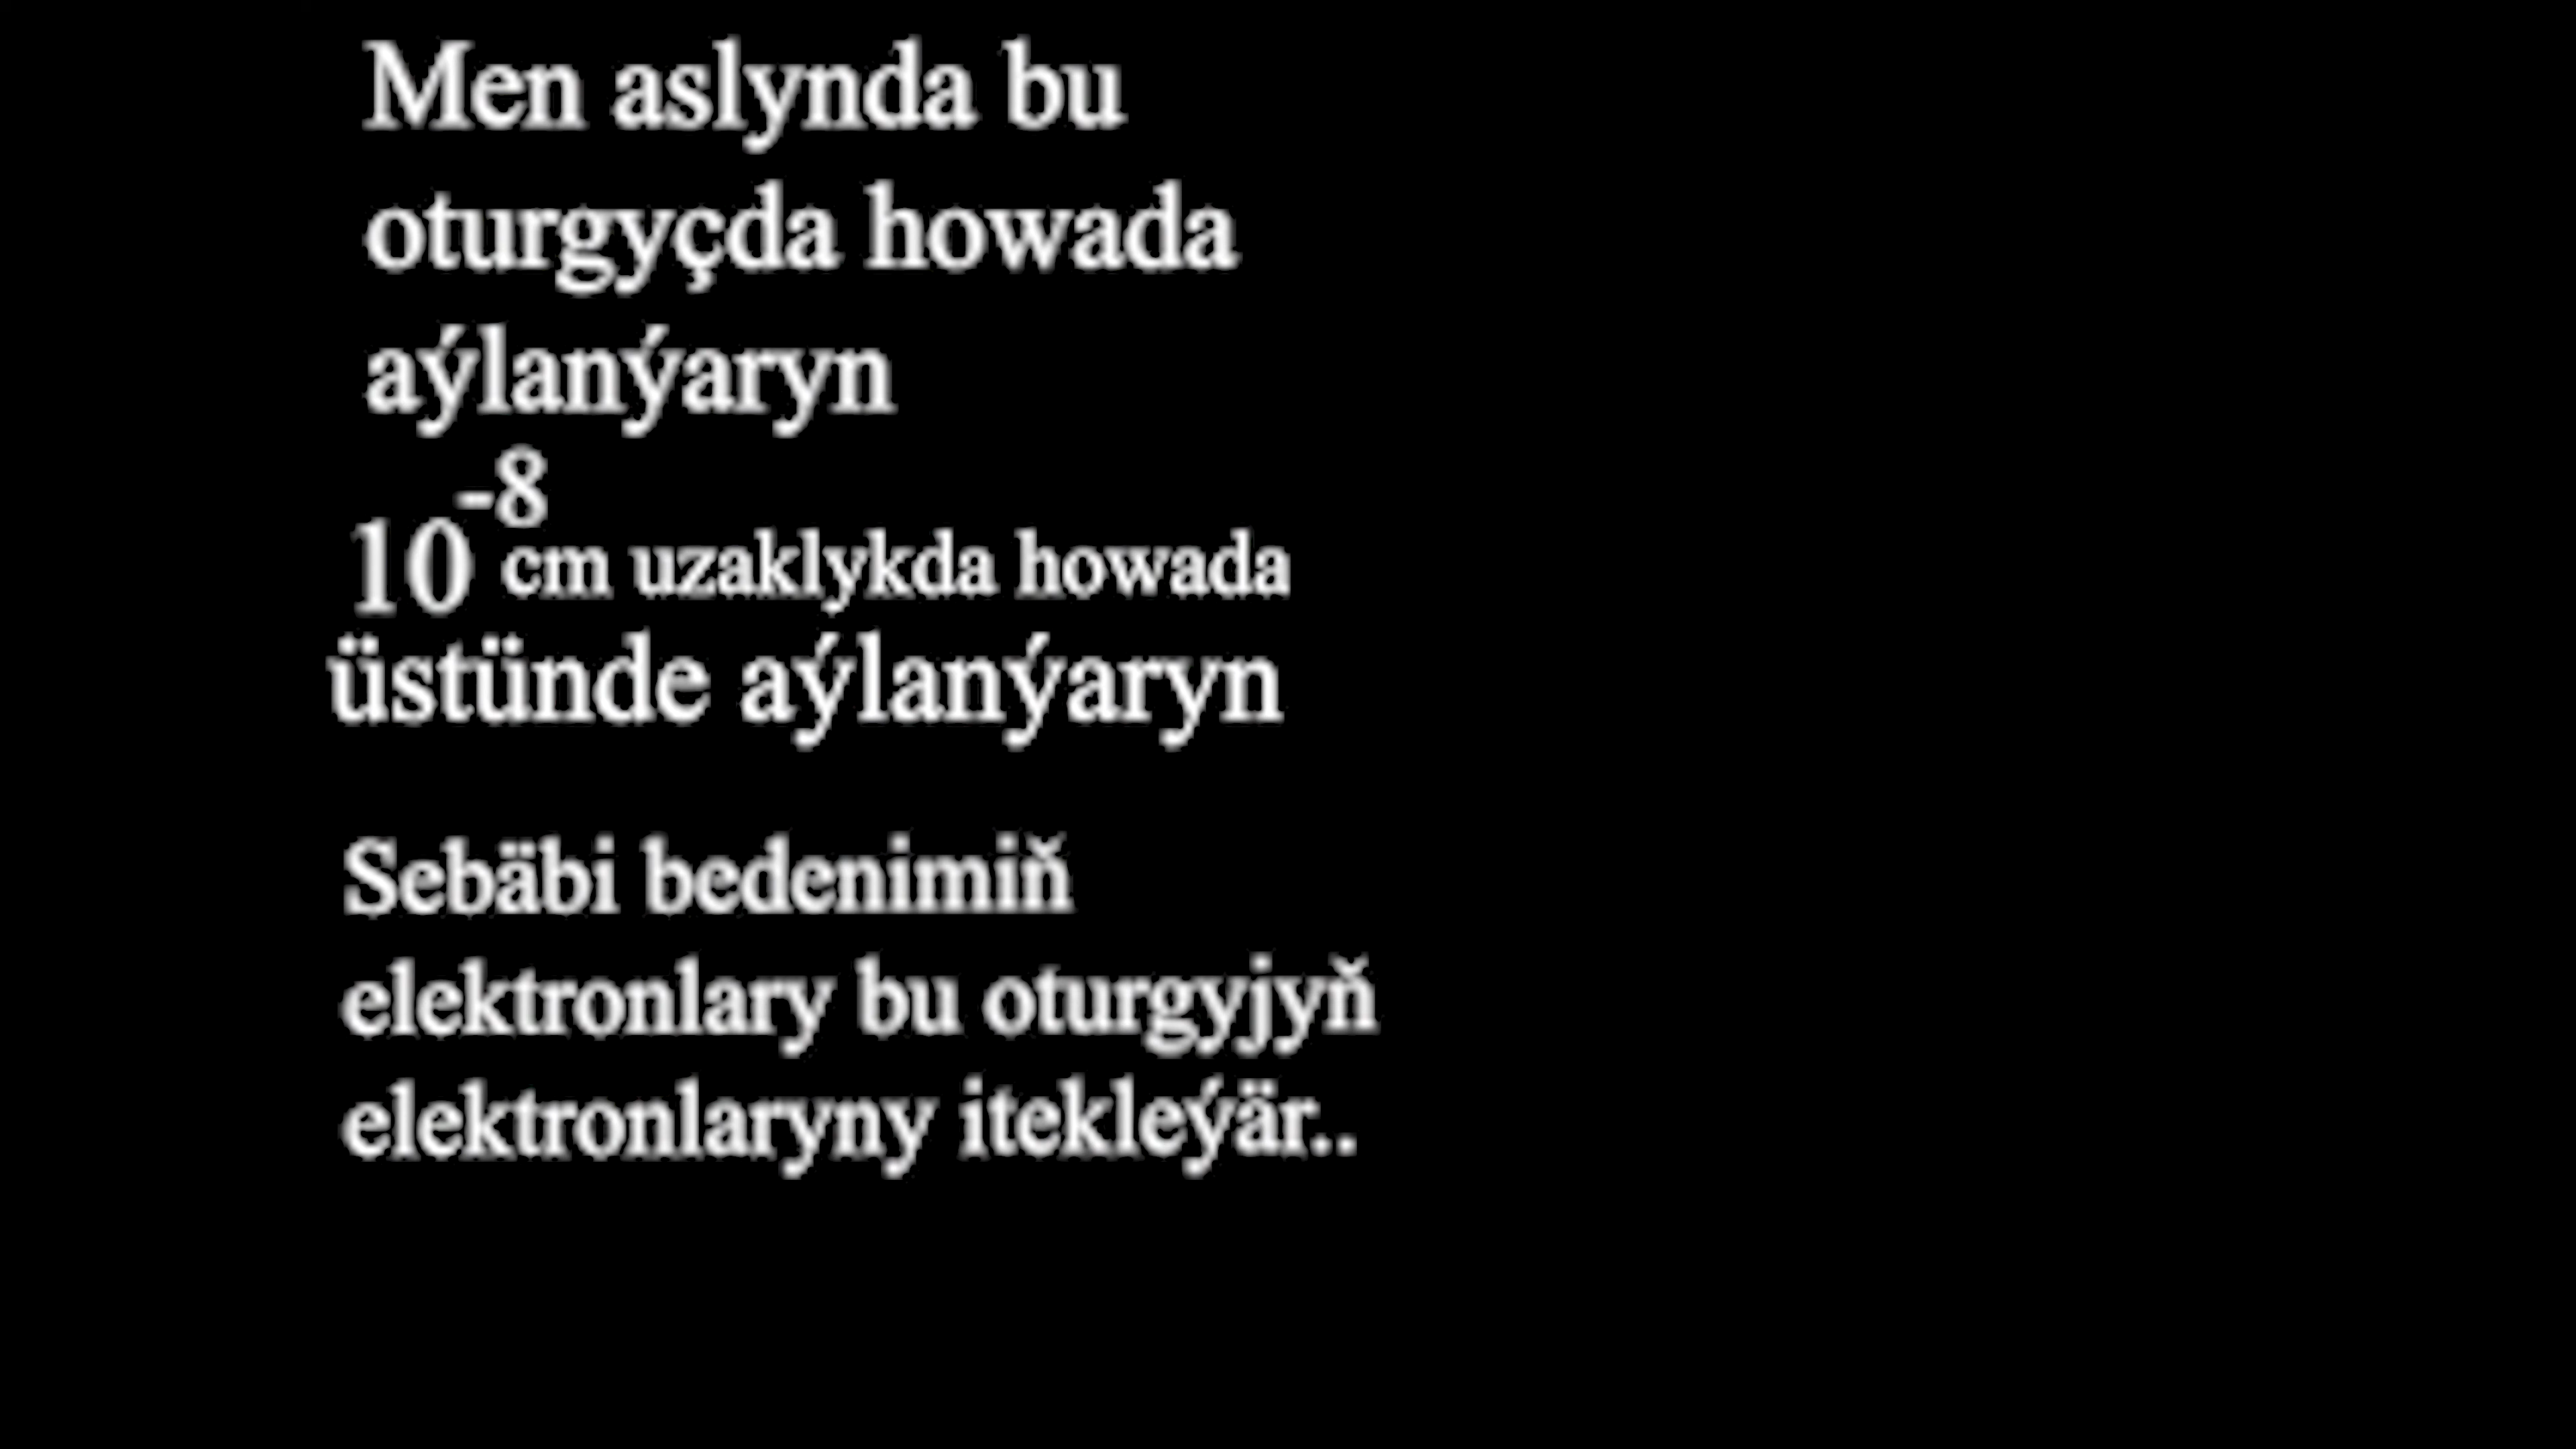 Men aslynda bu
oturgyçda howada
aýlanýaryn
10⁻⁸ cm uzaklykda howada
üstünde aýlanýaryn
Sebäbi bedenimiň
elektronlary bu oturgyjyň
elektronlaryny itekleýär..